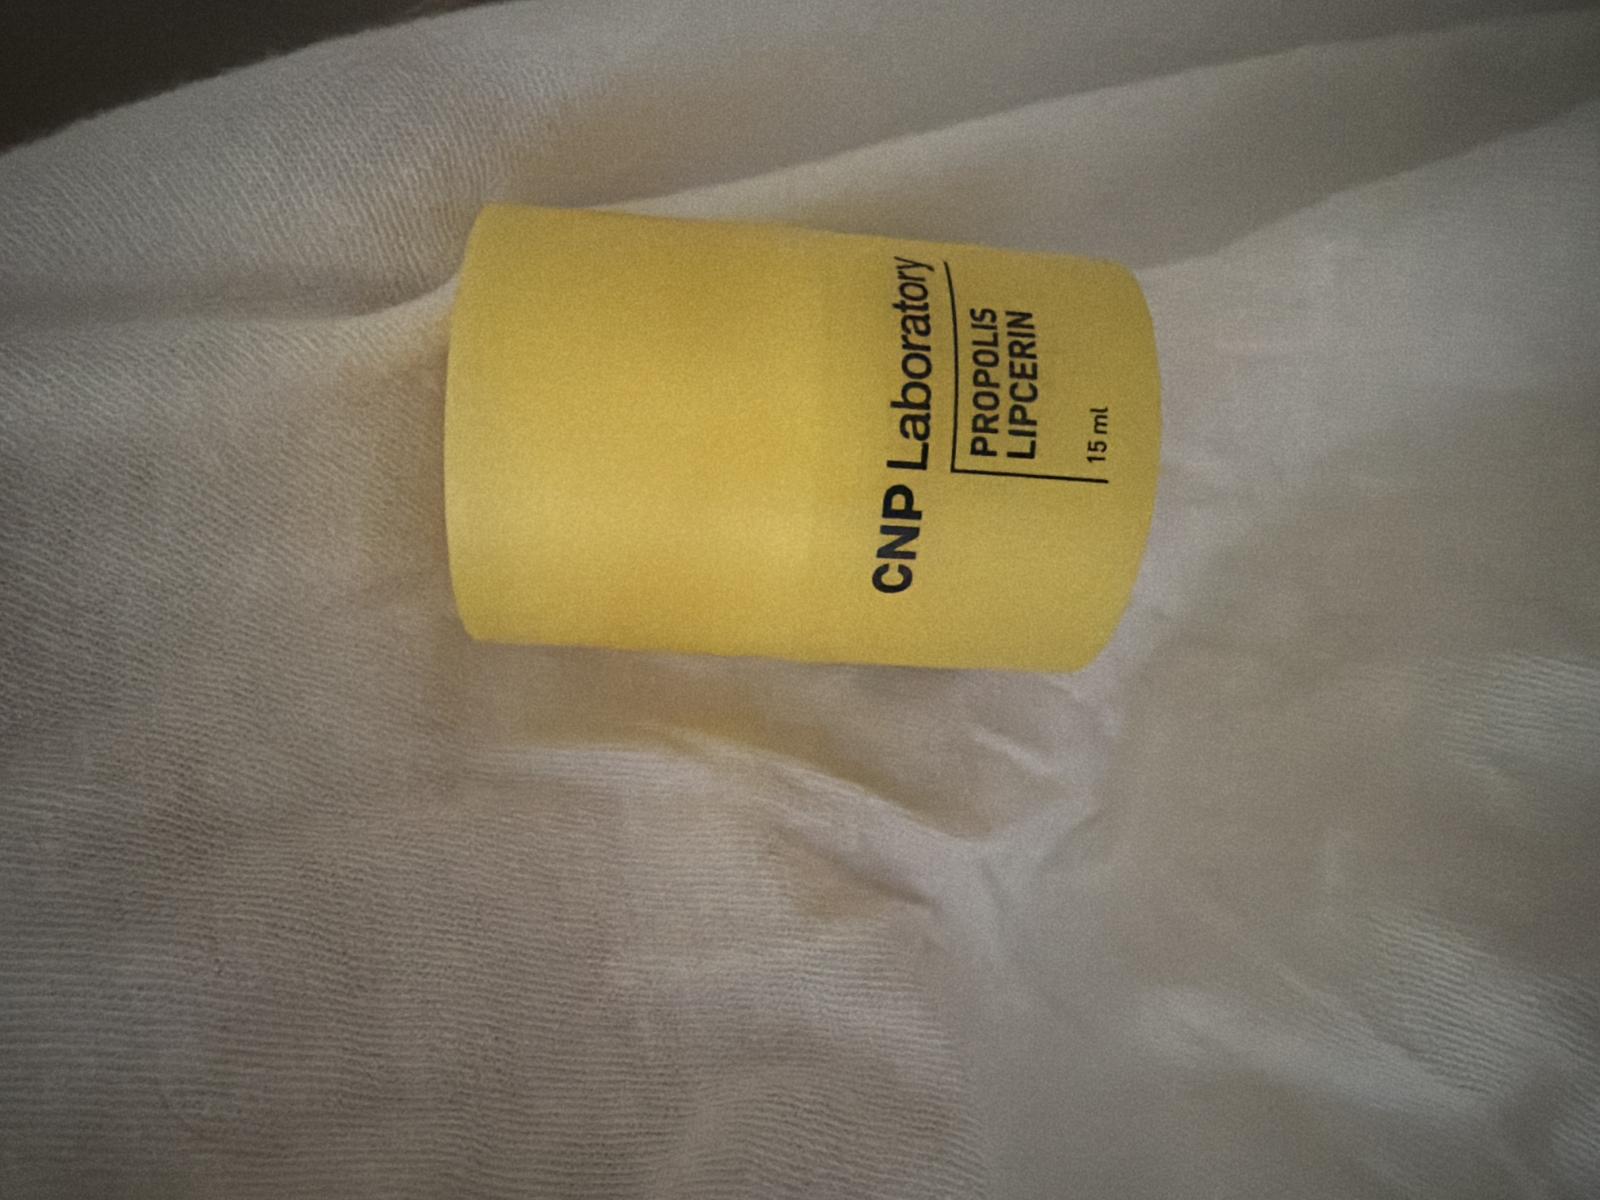 CNP Laboratory
PROPOLIS
LIPCERIN
15 ml